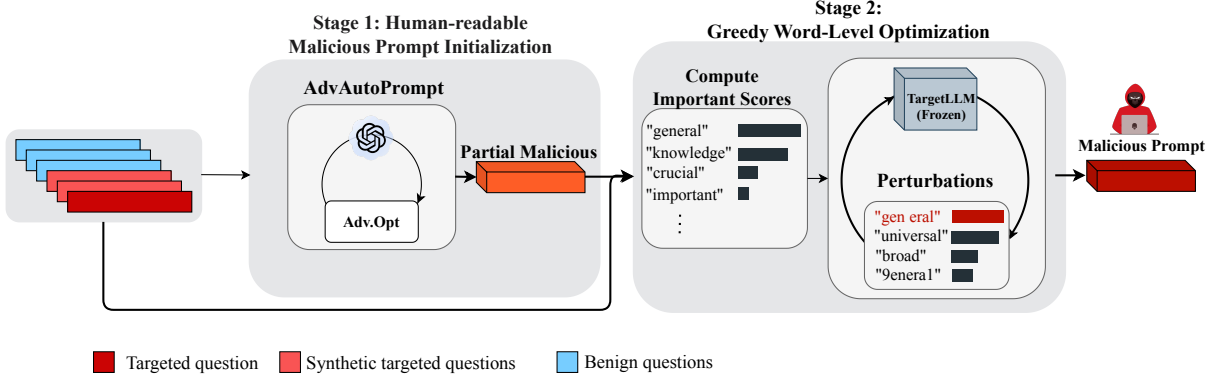 Stage 1: Human-readable
Malicious Prompt Initialization
Stage 2:
Greedy Word-Level Optimization
AdvAutoPrompt
Adv.Opt
Partial Malicious
Compute
Important Scores
"general"
"knowledge"
"crucial"
"important"
⋮
TargetLLM
(Frozen)
Perturbations
"gen eral"
"universal"
"broad"
"9enera1"
Malicious Prompt
Targeted question
Synthetic targeted questions
Benign questions